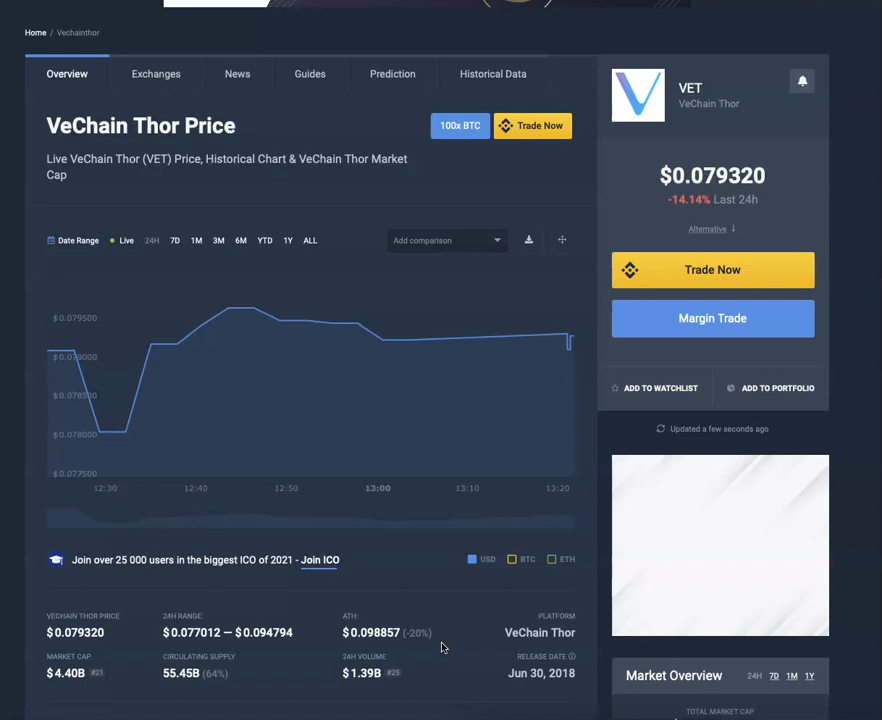 Home / Vechainthor
Overview
Exchanges
News
Guides
Prediction
Historical Data
VeChain Thor Price
100x BTC
Trade Now
Live VeChain Thor (VET) Price, Historical Chart & VeChain Thor Market
Cap
Date Range
Live
24H
7D
1M
3M
6M
YTD
1Y
ALL
Add comparison
$ 0.079500
$ 0.079000
$ 0.078500
$ 0.078000
$ 0.077500
12:30
12:40
12:50
13:00
13:10
13:20
Join over 25 000 users in the biggest ICO of 2021 - Join ICO
USD
BTC
ETH
VECHAIN THOR PRICE
$ 0.079320
24H RANGE:
$ 0.077012 — $ 0.094794
ATH:
$ 0.098857 (-20%)
PLATFORM
VeChain Thor
MARKET CAP
$ 4.40B #21
CIRCULATING SUPPLY
55.45B (64%)
24H VOLUME
$ 1.39B #25
RELEASE DATE
Jun 30, 2018
VET
VeChain Thor
$0.079320
-14.14% Last 24h
Alternative ↓
Trade Now
Margin Trade
ADD TO WATCHLIST
ADD TO PORTFOLIO
Updated a few seconds ago
Market Overview
24H
7D
1M
1Y
TOTAL MARKET CAP